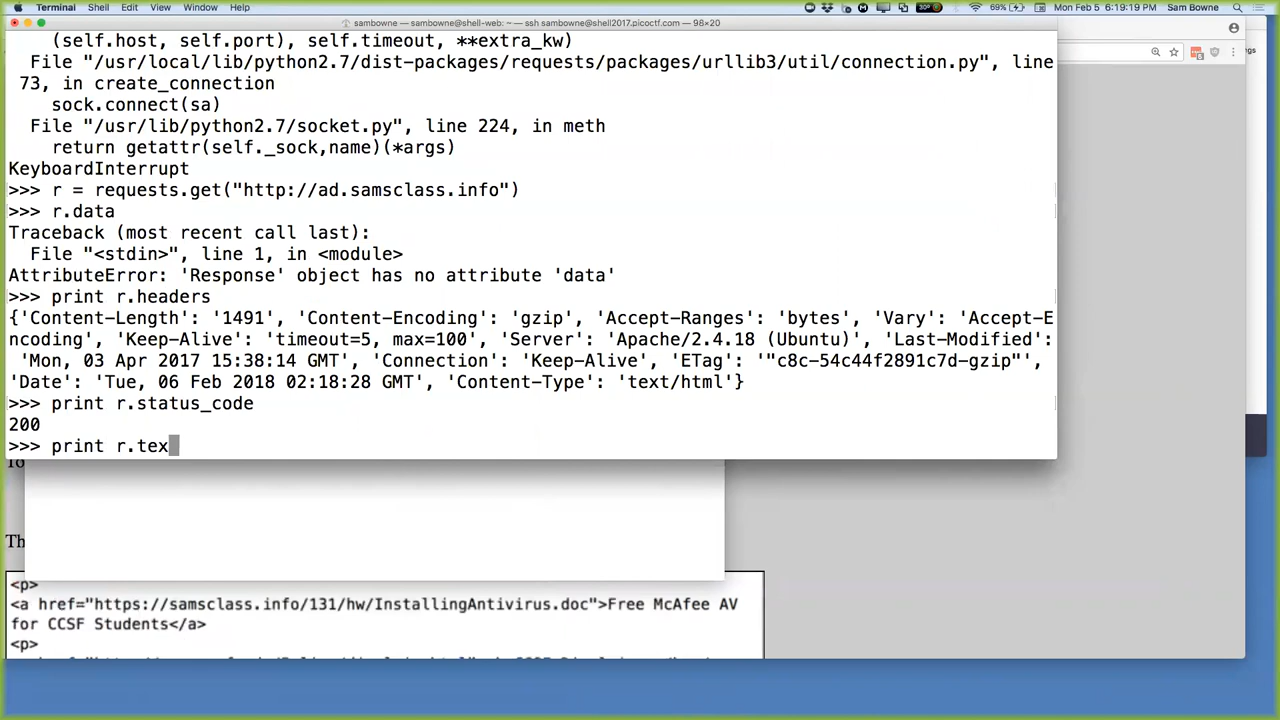 Terminal Shell Edit View Window Help 69% Mon Feb 5 6:19:19 PM Sam Bowne
sambowne — sambowne@shell-web: ~ — ssh sambowne@shell2017.picoctf.com — 98×20
(self.host, self.port), self.timeout, **extra_kw)
File "/usr/local/lib/python2.7/dist-packages/requests/packages/urllib3/util/connection.py", line
73, in create_connection
sock.connect(sa)
File "/usr/lib/python2.7/socket.py", line 224, in meth
return getattr(self._sock,name)(*args)
KeyboardInterrupt
>>> r = requests.get("http://ad.samsclass.info")
>>> r.data
Traceback (most recent call last):
File "<stdin>", line 1, in <module>
AttributeError: 'Response' object has no attribute 'data'
>>> print r.headers
{'Content-Length': '1491', 'Content-Encoding': 'gzip', 'Accept-Ranges': 'bytes', 'Vary': 'Accept-E
ncoding', 'Keep-Alive': 'timeout=5, max=100', 'Server': 'Apache/2.4.18 (Ubuntu)', 'Last-Modified':
'Mon, 03 Apr 2017 15:38:14 GMT', 'Connection': 'Keep-Alive', 'ETag': '"c8c-54c44f2891c7d-gzip"',
'Date': 'Tue, 06 Feb 2018 02:18:28 GMT', 'Content-Type': 'text/html'}
>>> print r.status_code
200
>>> print r.tex
<p>
<a href="https://samsclass.info/131/hw/InstallingAntivirus.doc">Free McAfee AV
for CCSF Students</a>
<p>